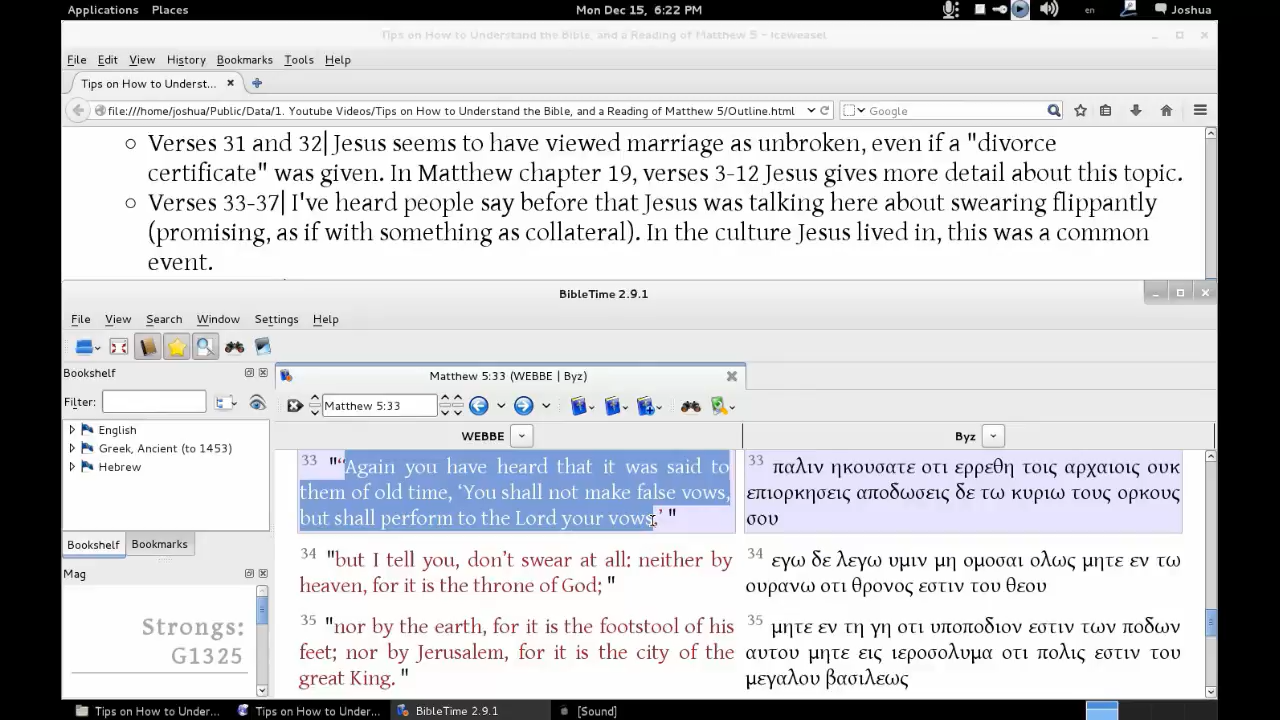 Applications Places Mon Dec 15, 6:22 PM en Joshua
Tips on How to Understand the Bible, and a Reading of Matthew 5 - Iceweasel
File Edit View History Bookmarks Tools Help
Tips on How to Underst...
file:///home/joshua/Public/Data/1. Youtube Videos/Tips on How to Understand the Bible, and a Reading of Matthew 5/Outline.html Google
Verses 31 and 32| Jesus seems to have viewed marriage as unbroken, even if a "divorce
certificate" was given. In Matthew chapter 19, verses 3-12 Jesus gives more detail about this topic.
Verses 33-37| I've heard people say before that Jesus was talking here about swearing flippantly
(promising, as if with something as collateral). In the culture Jesus lived in, this was a common
event.
BibleTime 2.9.1
File View Search Window Settings Help
Bookshelf
Filter:
English
Greek, Ancient (to 1453)
Hebrew
Bookshelf Bookmarks
Mag
Strongs:
G1325
Matthew 5:33 (WEBBE | Byz)
Matthew 5:33
WEBBE
33 "“Again you have heard that it was said to
them of old time, ‘You shall not make false vows,
but shall perform to the Lord your vows,’ "
34 "but I tell you, don’t swear at all: neither by
heaven, for it is the throne of God; "
35 "nor by the earth, for it is the footstool of his
feet; nor by Jerusalem, for it is the city of the
great King. "
Byz
33 παλιν ηκουσατε οτι ερρεθη τοις αρχαιοις ουκ
επιορκησεις αποδωσεις δε τω κυριω τους ορκους
σου
34 εγω δε λεγω υμιν μη ομοσαι ολως μητε εν τω
ουρανω οτι θρονος εστιν του θεου
35 μητε εν τη γη οτι υποποδιον εστιν των ποδων
αυτου μητε εις ιεροσολυμα οτι πολις εστιν του
μεγαλου βασιλεως
Tips on How to Under... Tips on How to Under... BibleTime 2.9.1 [Sound]